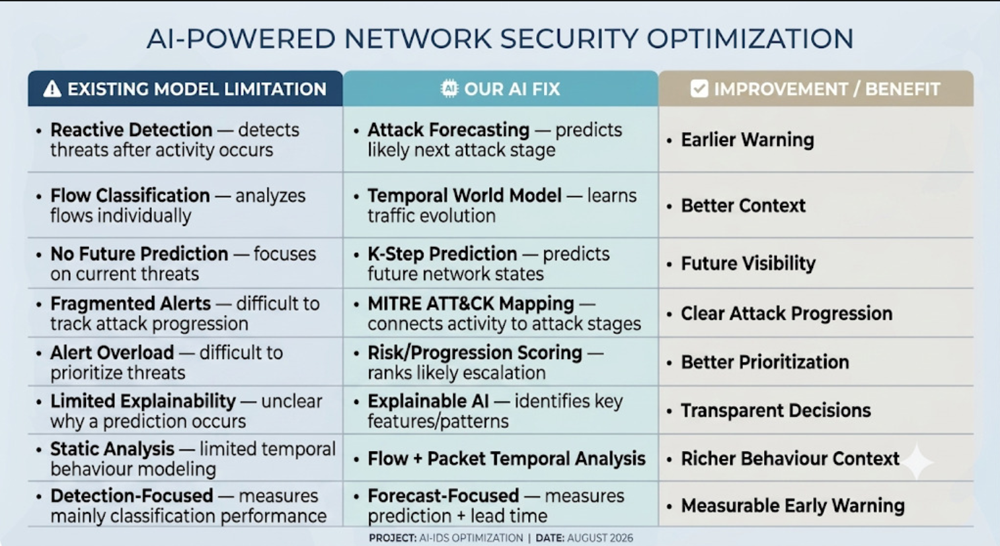 AI-POWERED NETWORK SECURITY OPTIMIZATION
EXISTING MODEL LIMITATION
AI OUR AI FIX
IMPROVEMENT / BENEFIT
• Reactive Detection — detects
threats after activity occurs
• Attack Forecasting — predicts
likely next attack stage
• Earlier Warning
• Flow Classification — analyzes
flows individually
• Temporal World Model — learns
traffic evolution
• Better Context
• No Future Prediction — focuses
on current threats
• K-Step Prediction — predicts
future network states
• Future Visibility
• Fragmented Alerts — difficult to
track attack progression
• MITRE ATT&CK Mapping —
connects activity to attack stages
• Clear Attack Progression
• Alert Overload — difficult to
prioritize threats
• Risk/Progression Scoring —
ranks likely escalation
• Better Prioritization
• Limited Explainability — unclear
why a prediction occurs
• Explainable AI — identifies key
features/patterns
• Transparent Decisions
• Static Analysis — limited temporal
behaviour modeling
• Flow + Packet Temporal Analysis
• Richer Behaviour Context
• Detection-Focused — measures
mainly classification performance
• Forecast-Focused — measures
prediction + lead time
• Measurable Early Warning
PROJECT: AI-IDS OPTIMIZATION | DATE: AUGUST 2026